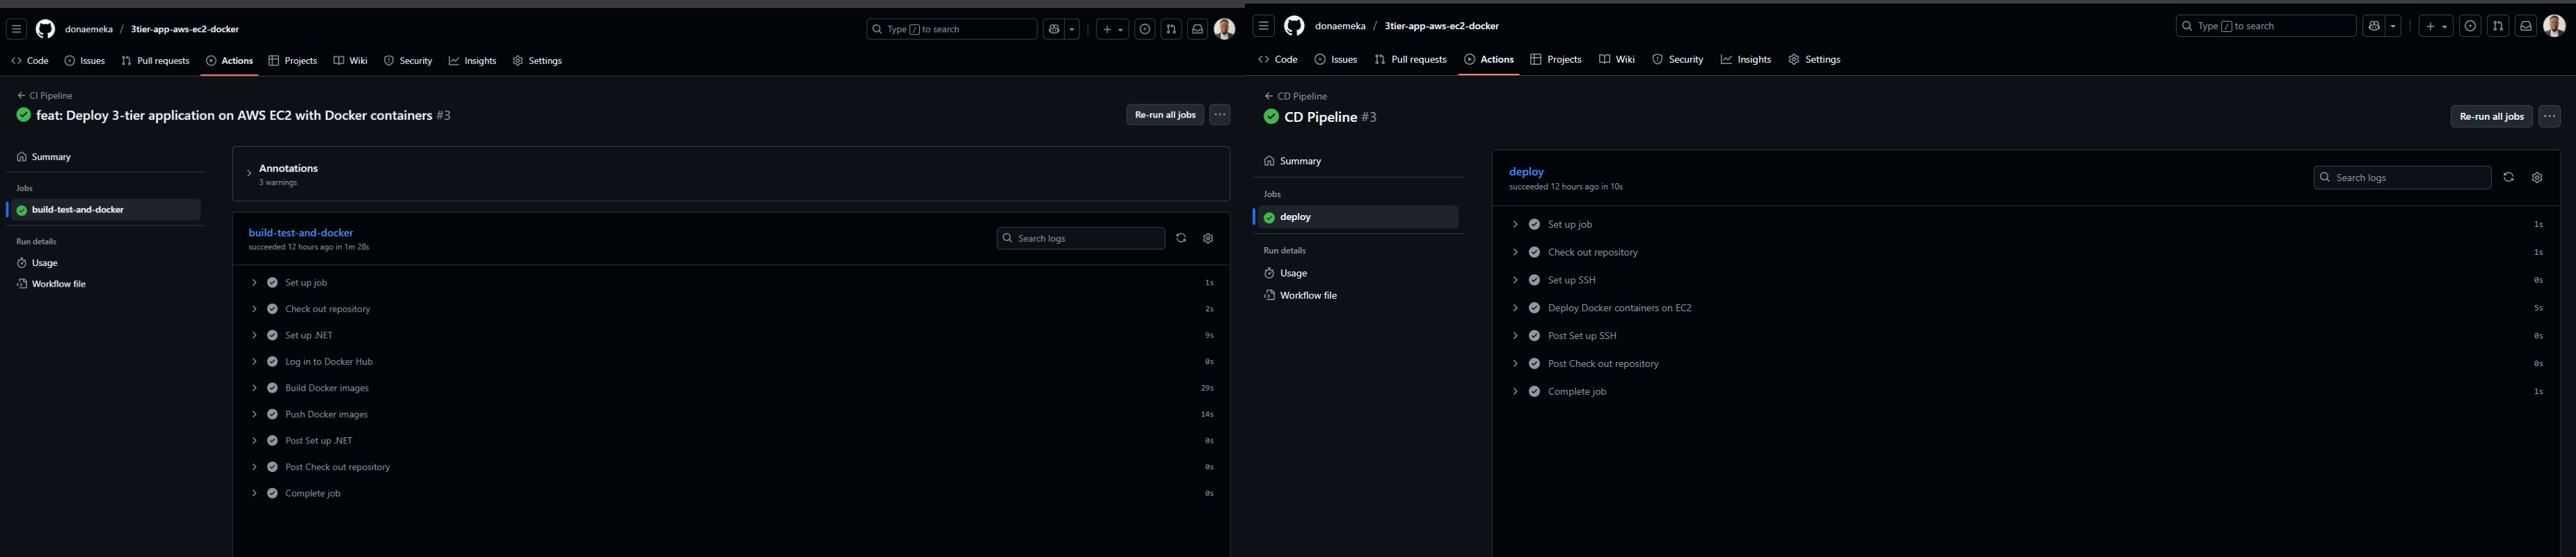 donaemeka / 3tier-app-aws-ec2-docker
Type / to search
Code Issues Pull requests Actions Projects Wiki Security Insights Settings
CI Pipeline
feat: Deploy 3-tier application on AWS EC2 with Docker containers #3
Re-run all jobs
Summary
Jobs
build-test-and-docker
Run details
Usage
Workflow file
Annotations
3 warnings
build-test-and-docker
succeeded 12 hours ago in 1m 28s
Search logs
Set up job 1s
Check out repository 2s
Set up .NET 9s
Log in to Docker Hub 0s
Build Docker images 29s
Push Docker images 14s
Post Set up .NET 0s
Post Check out repository 0s
Complete job 0s
donaemeka / 3tier-app-aws-ec2-docker
Type / to search
Code Issues Pull requests Actions Projects Wiki Security Insights Settings
CD Pipeline
CD Pipeline #3
Re-run all jobs
Summary
Jobs
deploy
Run details
Usage
Workflow file
deploy
succeeded 12 hours ago in 10s
Search logs
Set up job 1s
Check out repository 1s
Set up SSH 0s
Deploy Docker containers on EC2 5s
Post Set up SSH 0s
Post Check out repository 0s
Complete job 1s